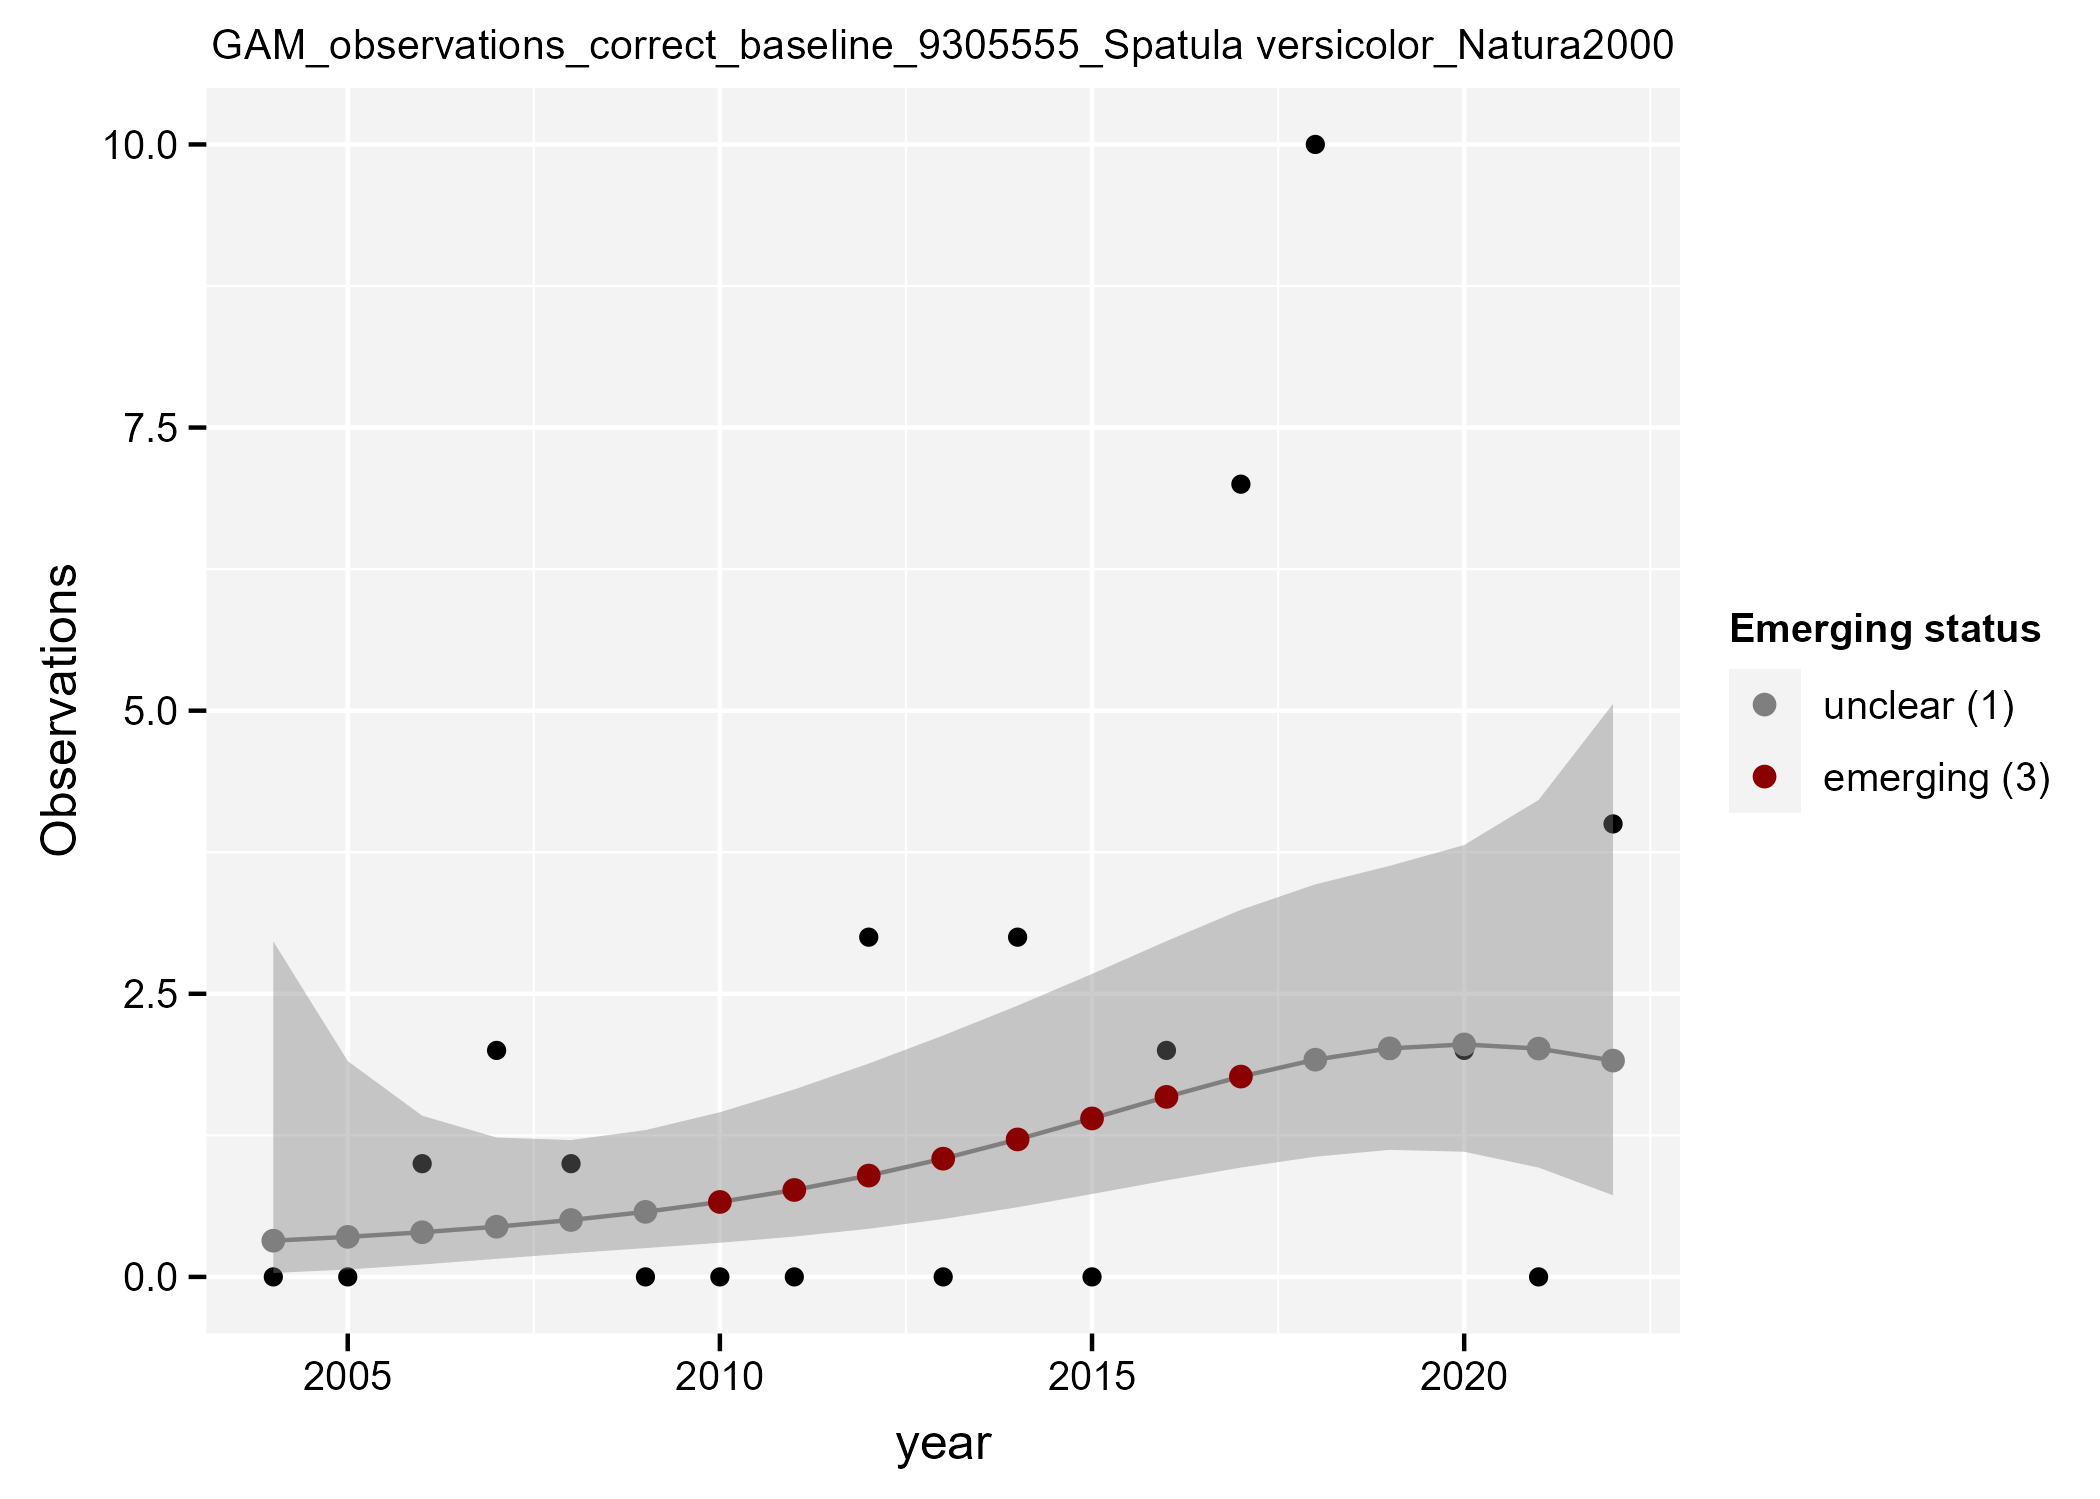 GAM_observations_correct_baseline_9305555_Spatula versicolor_Natura2000
Observations
10.0
7.5
5.0
2.5
0.0
2005
2010
2015
2020
year
Emerging status
unclear (1)
emerging (3)